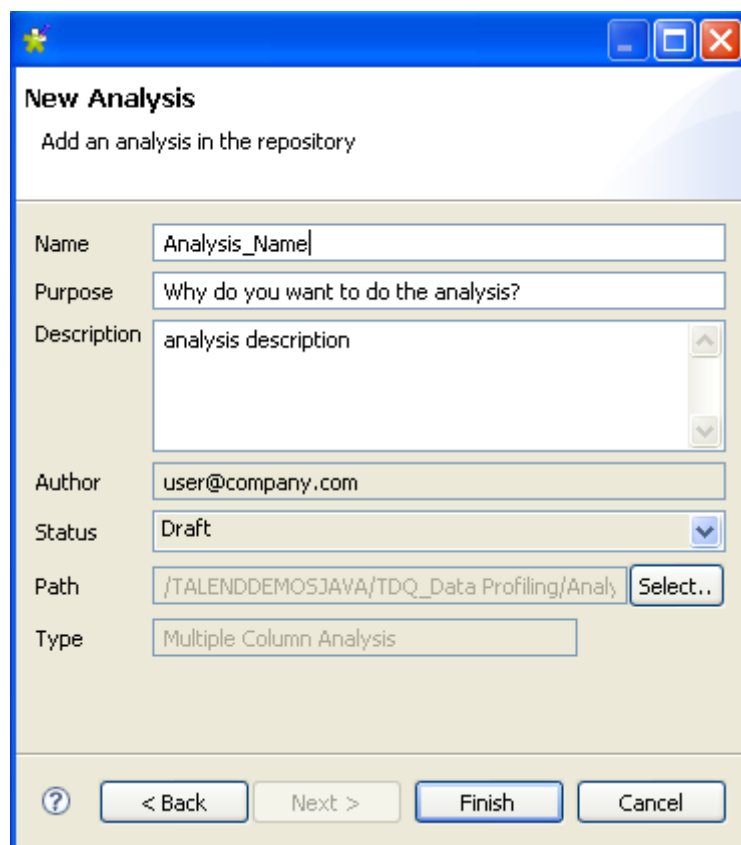 New Analysis
Add an analysis in the repository
Name Analysis_Name
Purpose Why do you want to do the analysis?
Description analysis description
Author user@company.com
Status Draft
Path /TALENDDEMOSJAVA/TDQ_Data Profiling/Analy Select..
Type Multiple Column Analysis
? < Back Next > Finish Cancel